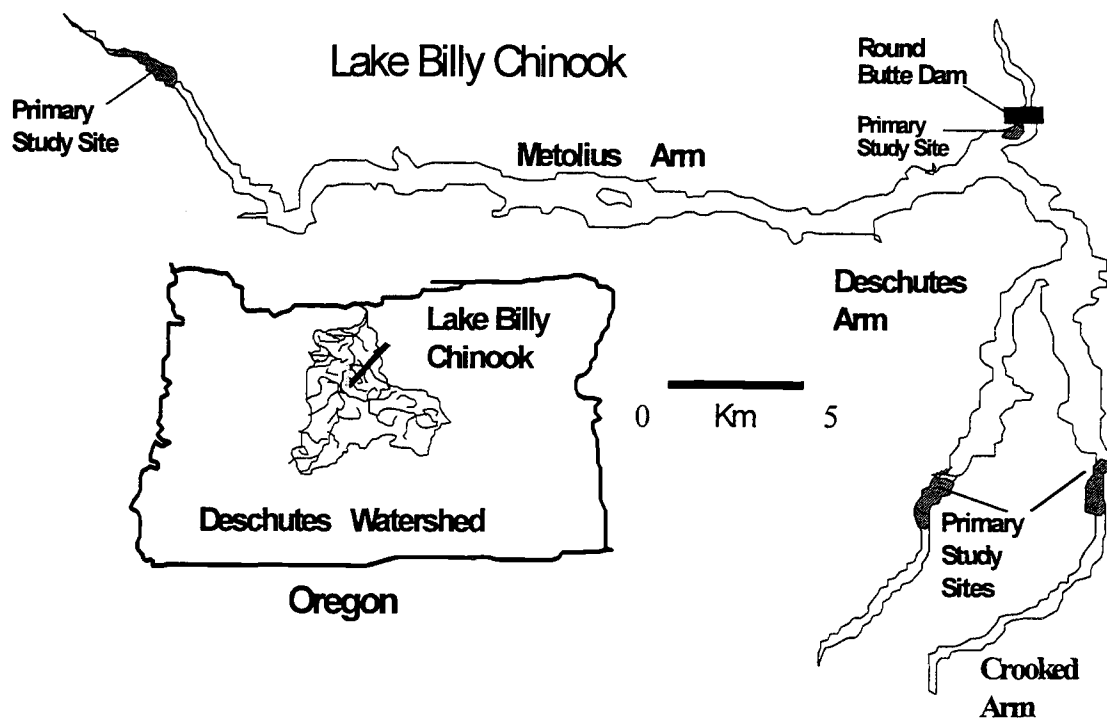 Lake Billy Chinook
Round
Butte Dam
Primary
Study Site
Primary
Study Site
Metolius Arm
Deschutes
Arm
Lake Billy
Chinook
0 Km 5
Deschutes Watershed
Primary
Study
Sites
Oregon
Crooked
Arm